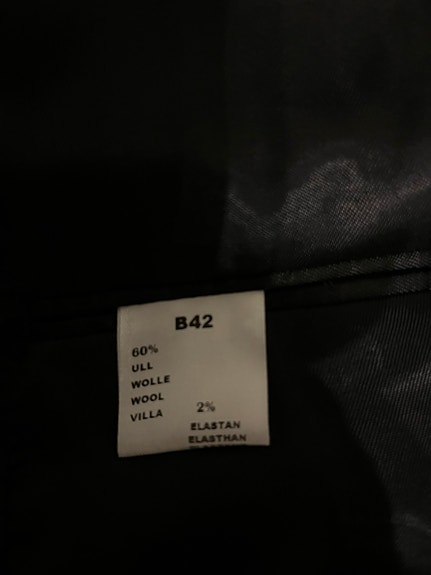 B42
60%
ULL
WOLLE
WOOL
VILLA
2%
ELASTAN
ELASTHAN